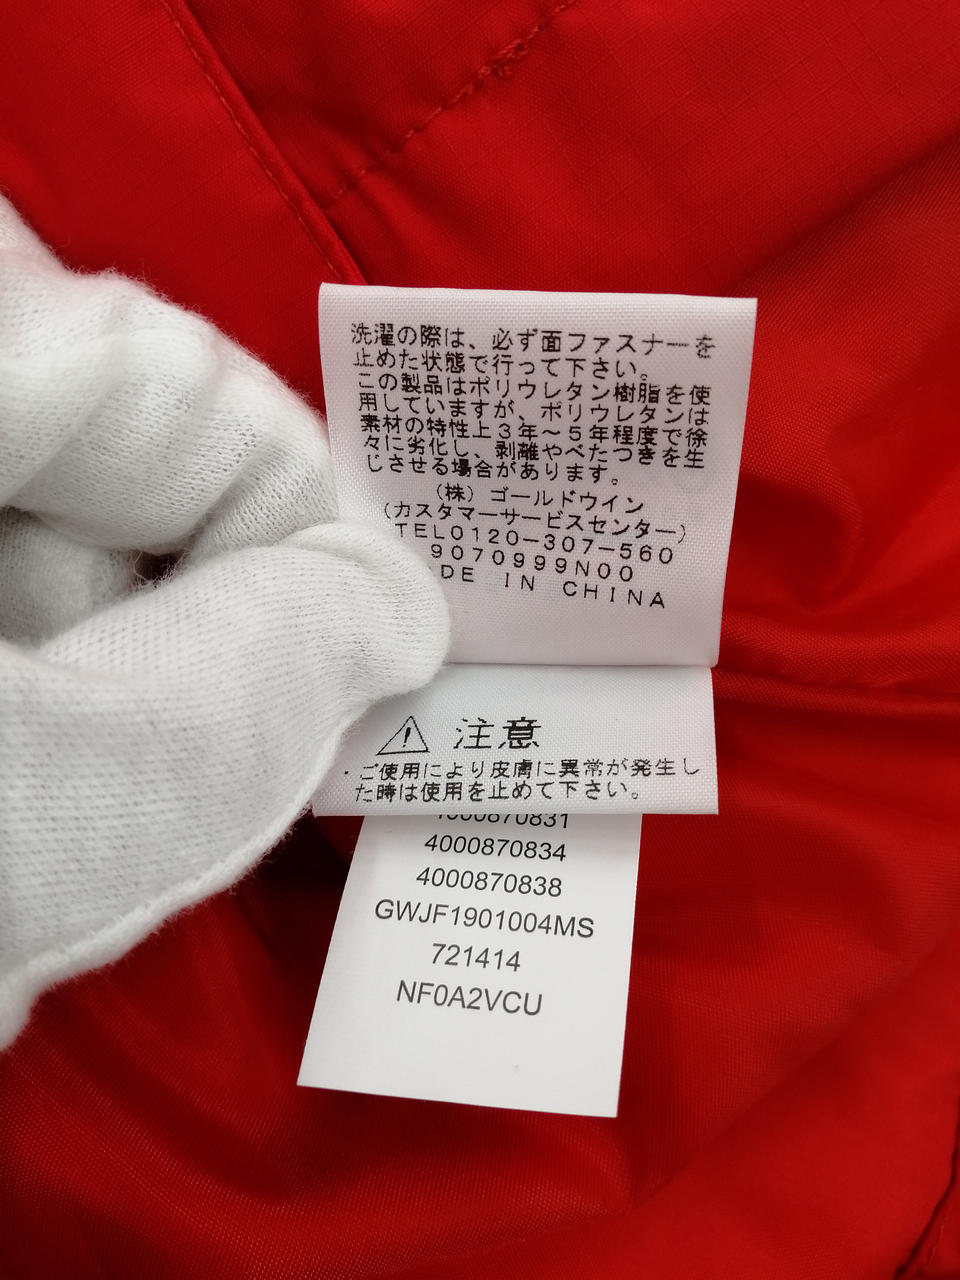 洗濯の際は、必ず面ファスナーを
止めた状態で行って下さい。
この製品はポリウレタン樹脂を使
用していますが、ポリウレタンは
素材の特性上3年～5年程度で徐
々に劣化し、剥離やべたつきを生
じさせる場合があります。
(株)ゴールドウイン
(カスタマーサービスセンター)
TEL0120-307-560
9070999N00
DE IN CHINA
注意
・ご使用により皮膚に異常が発生し
た時は使用を止めて下さい。
4000870831
4000870834
4000870838
GWJF1901004MS
721414
NF0A2VCU